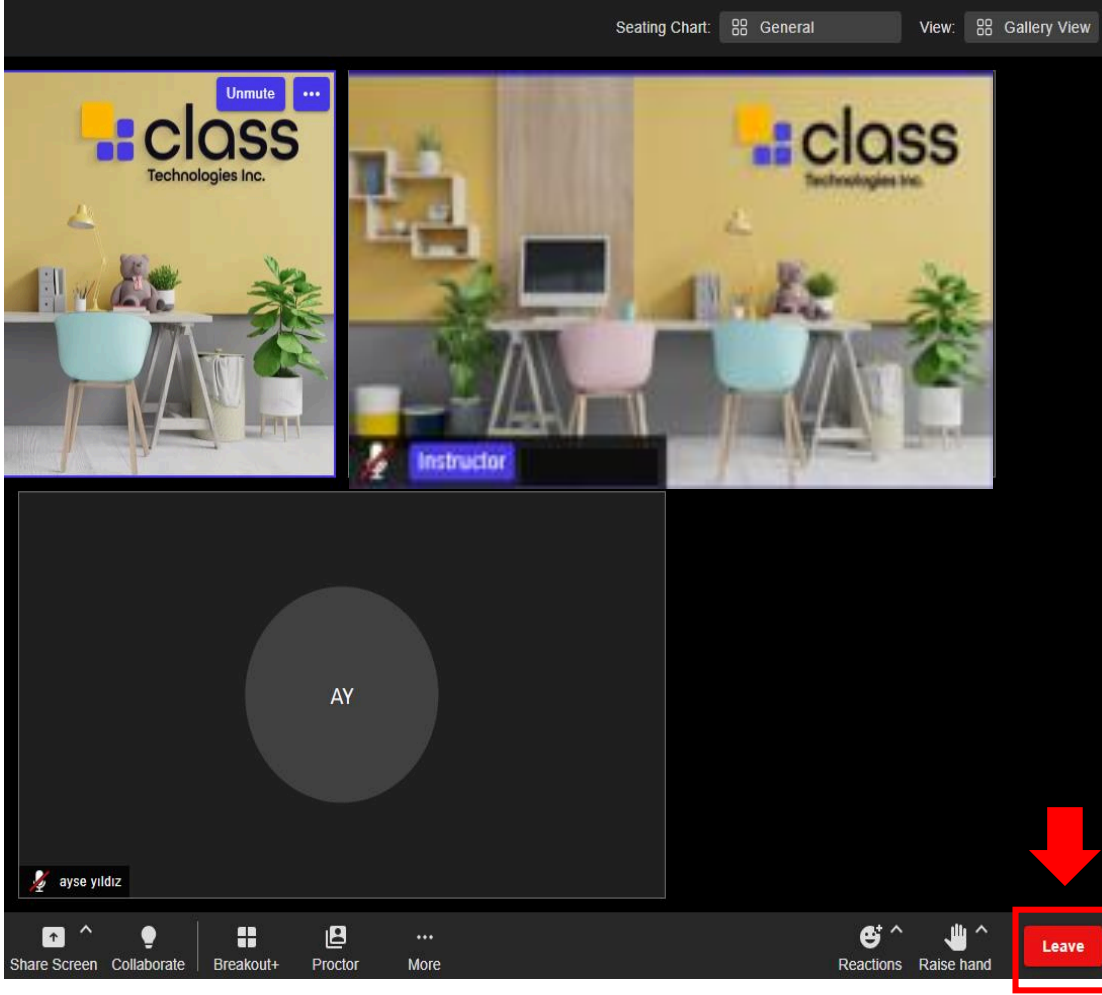 Seating Chart: General View: Gallery View
Unmute ...
class
Technologies Inc.
class
Technologies Inc.
Instructor
AY
ayse yıldız
Share Screen Collaborate Breakout+ Proctor More Reactions Raise hand Leave